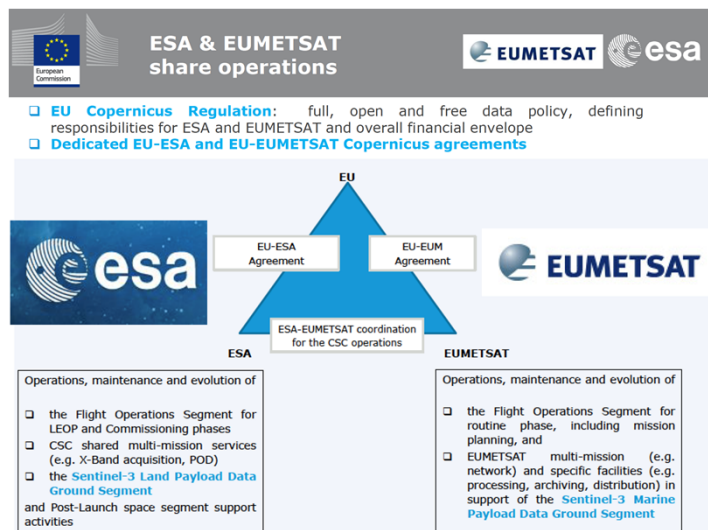 European
Commission
ESA & EUMETSAT
share operations
EUMETSAT
esa
EU Copernicus Regulation: full, open and free data policy, defining
responsibilities for ESA and EUMETSAT and overall financial envelope
Dedicated EU-ESA and EU-EUMETSAT Copernicus agreements
EU
esa
EU-ESA
Agreement
EU-EUM
Agreement
EUMETSAT
ESA-EUMETSAT coordination
for the CSC operations
ESA
EUMETSAT
Operations, maintenance and evolution of
the Flight Operations Segment for
LEOP and Commissioning phases
CSC shared multi-mission services
(e.g. X-Band acquisition, POD)
the Sentinel-3 Land Payload Data
Ground Segment
and Post-Launch space segment support
activities
Operations, maintenance and evolution of
the Flight Operations Segment for
routine phase, including mission
planning, and
EUMETSAT multi-mission (e.g.
network) and specific facilities (e.g.
processing, archiving, distribution) in
support of the Sentinel-3 Marine
Payload Data Ground Segment